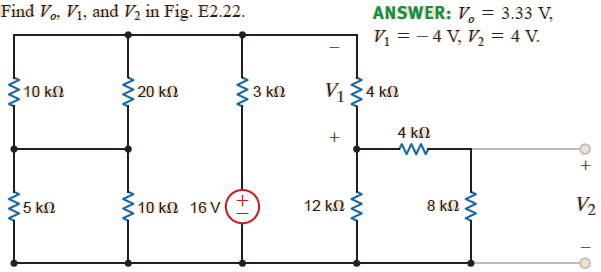 Find Vₒ, V₁, and V₂ in Fig. E2.22.
ANSWER: Vₒ = 3.33 V,
V₁ = – 4 V, V₂ = 4 V.
–
10 kΩ
20 kΩ
3 kΩ
V₁
4 kΩ
+
4 kΩ
+
5 kΩ
10 kΩ
16 V
+
–
12 kΩ
8 kΩ
V₂
–